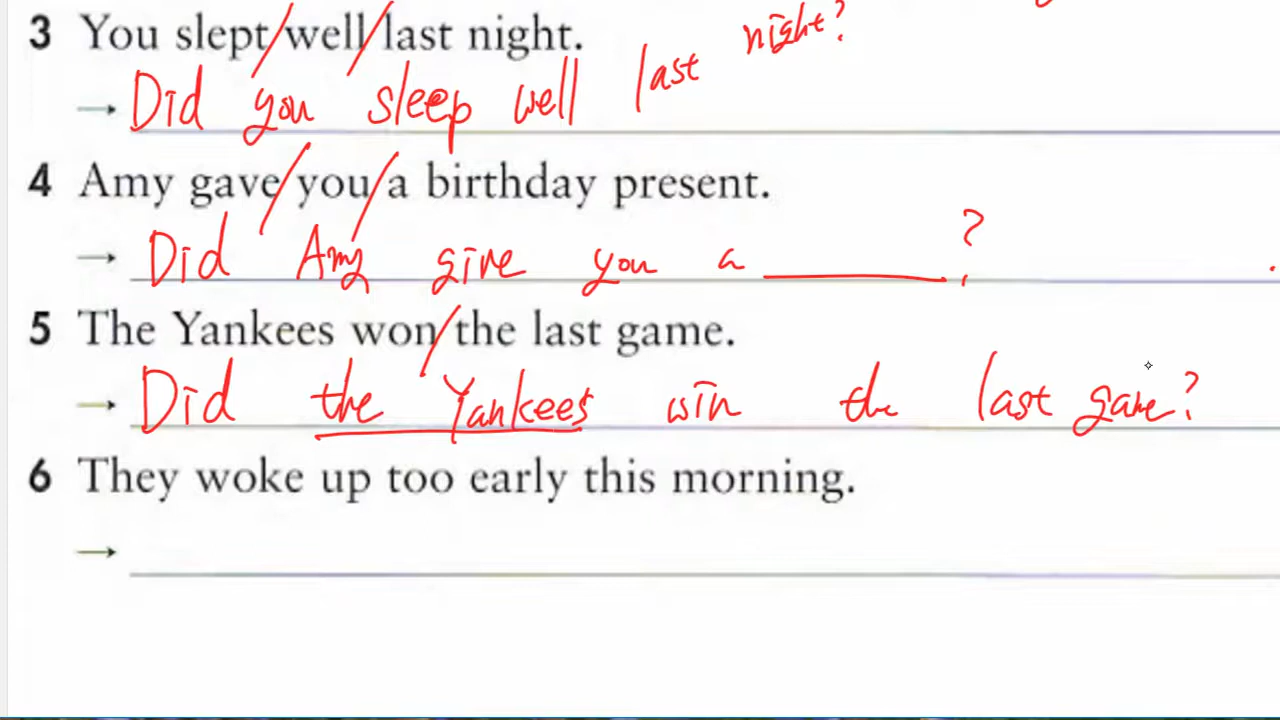 3 You slept/well/last night.
→ Did you sleep well last night?
4 Amy gave/you/a birthday present.
→ Did Amy give you a ______?
5 The Yankees won/the last game.
→ Did the Yankees win the last game?
6 They woke up too early this morning.
→